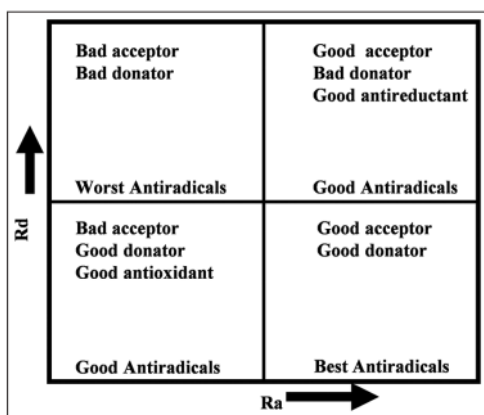 Bad acceptor
Bad donator
Worst Antiradicals
Good acceptor
Bad donator
Good antireductant
Good Antiradicals
Rd
Bad acceptor
Good donator
Good antioxidant
Good Antiradicals
Good acceptor
Good donator
Best Antiradicals
Ra